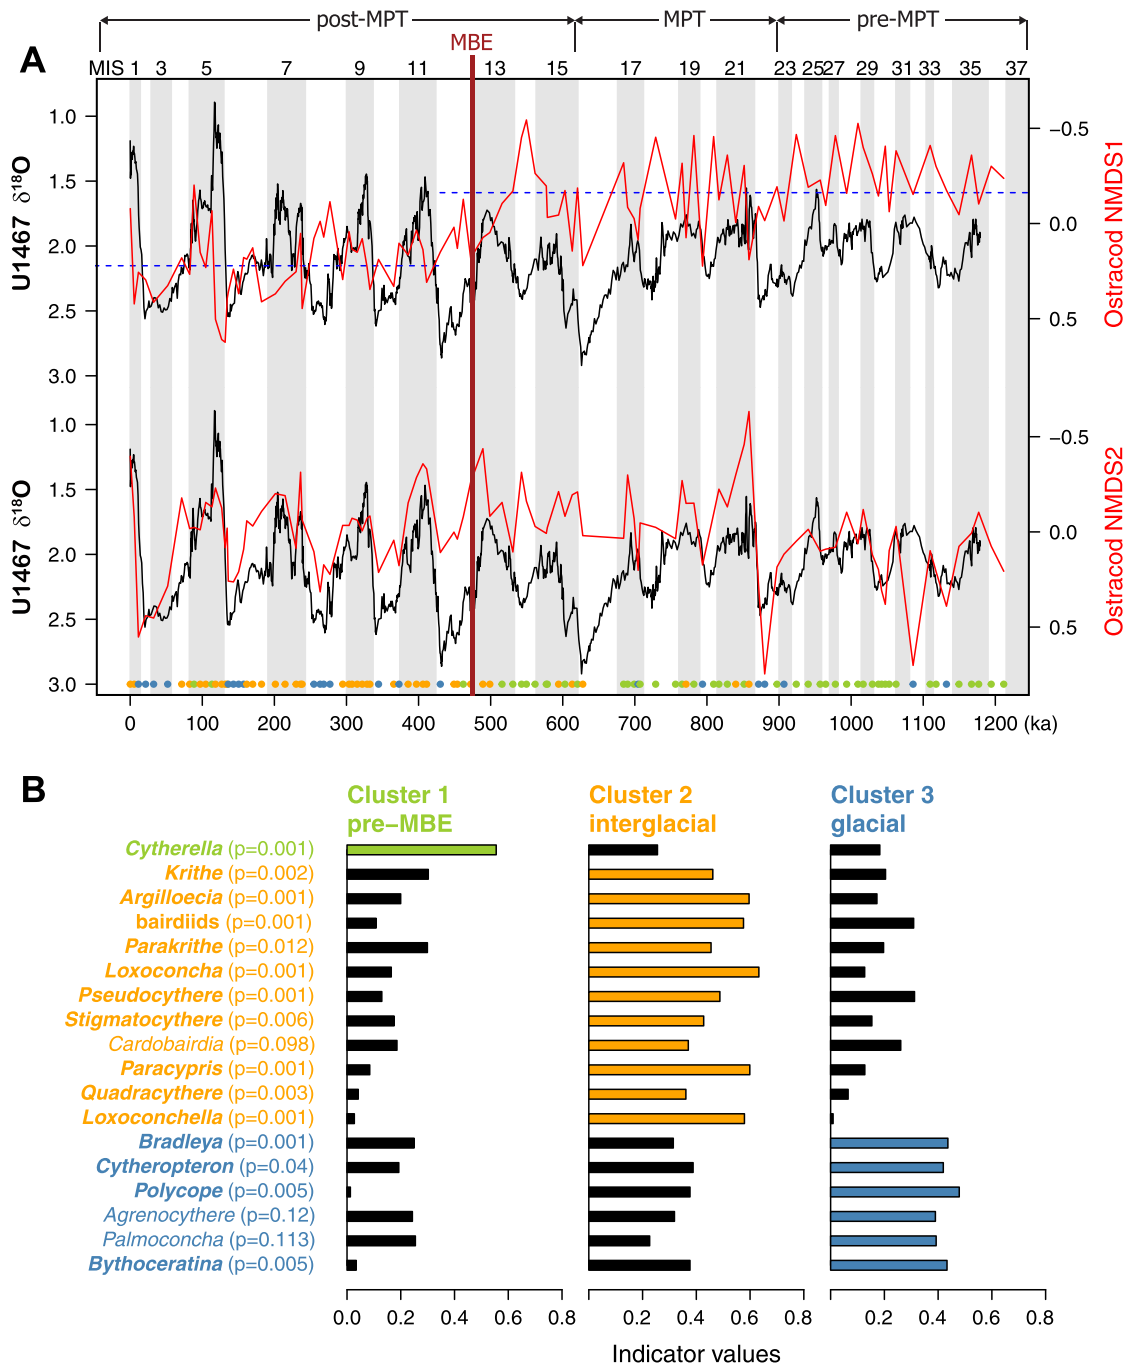 post-MPT MPT pre-MPT
MBE
A
MIS 1 3 5 7 9 11 13 15 17 19 21 23 25 27 29 31 33 35 37
1.0
1.5
2.0
2.5
3.0
U1467 δ18O
−0.5
0.0
0.5
Ostracod NMDS1
1.0
1.5
2.0
2.5
3.0
U1467 δ18O
−0.5
0.0
0.5
Ostracod NMDS2
0 100 200 300 400 500 600 700 800 900 1000 1100 1200 (ka)
B
Cluster 1
pre−MBE
Cluster 2
interglacial
Cluster 3
glacial
Cytherella (p=0.001)
Krithe (p=0.002)
Argilloecia (p=0.001)
bairdiids (p=0.001)
Parakrithe (p=0.012)
Loxoconcha (p=0.001)
Pseudocythere (p=0.001)
Stigmatocythere (p=0.006)
Cardobairdia (p=0.098)
Paracypris (p=0.001)
Quadracythere (p=0.003)
Loxoconchella (p=0.001)
Bradleya (p=0.001)
Cytheropteron (p=0.04)
Polycope (p=0.005)
Agrenocythere (p=0.12)
Palmoconcha (p=0.113)
Bythoceratina (p=0.005)
0.0 0.2 0.4 0.6 0.8 0.0 0.2 0.4 0.6 0.8 0.0 0.2 0.4 0.6 0.8
Indicator values